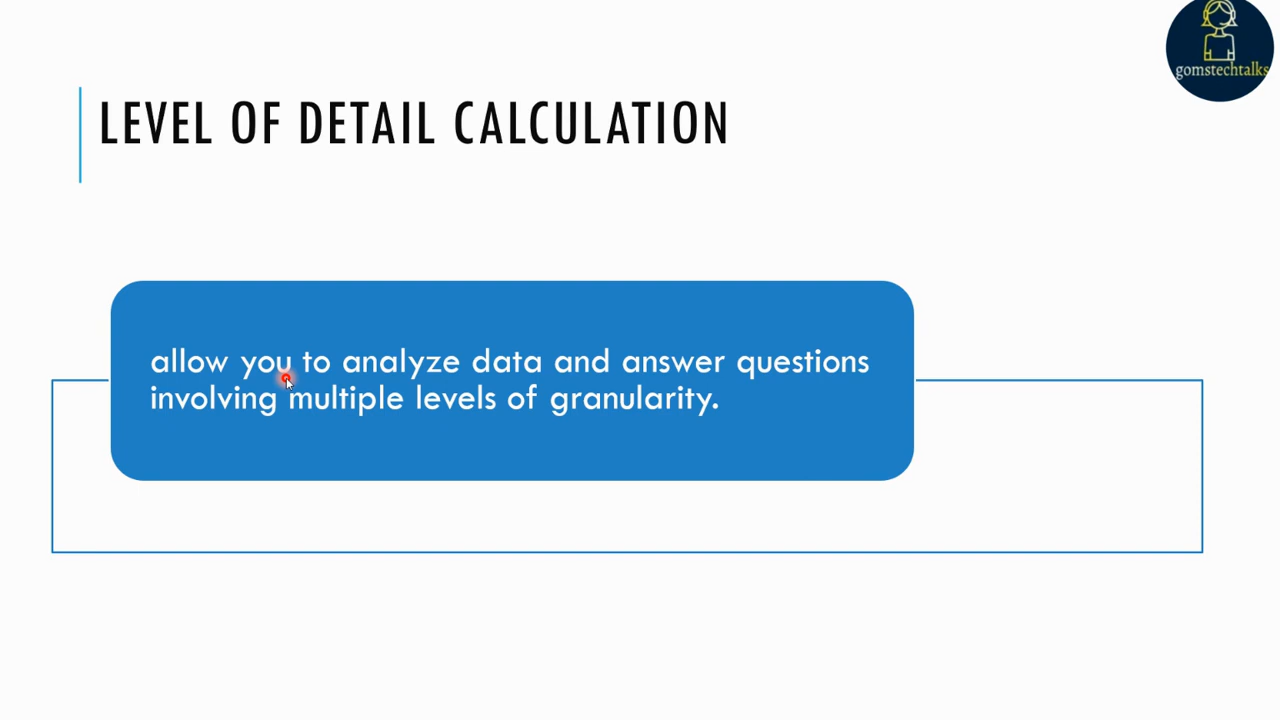 gomstechtalks
LEVEL OF DETAIL CALCULATION
allow you to analyze data and answer questions
involving multiple levels of granularity.